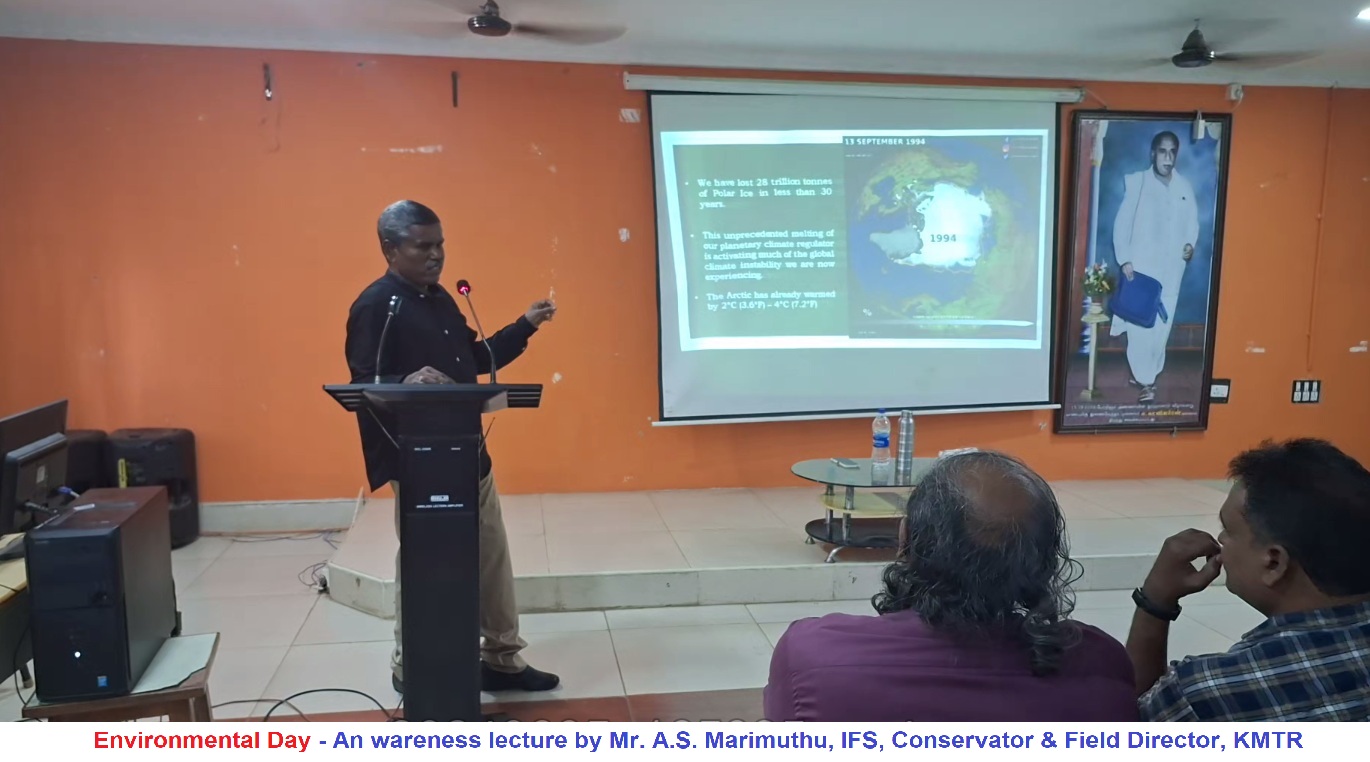 13 SEPTEMBER 1994
We have lost 28 trillion tonnes
of Polar Ice in less than 30
years.
This unprecedented melting of
our planetary climate regulator
is activating much of the global
climate instability we are now
experiencing.
The Arctic has already warmed
by 2°C (3.6°F) – 4°C (7.2°F)
1994
Environmental Day - An wareness lecture by Mr. A.S. Marimuthu, IFS, Conservator & Field Director, KMTR